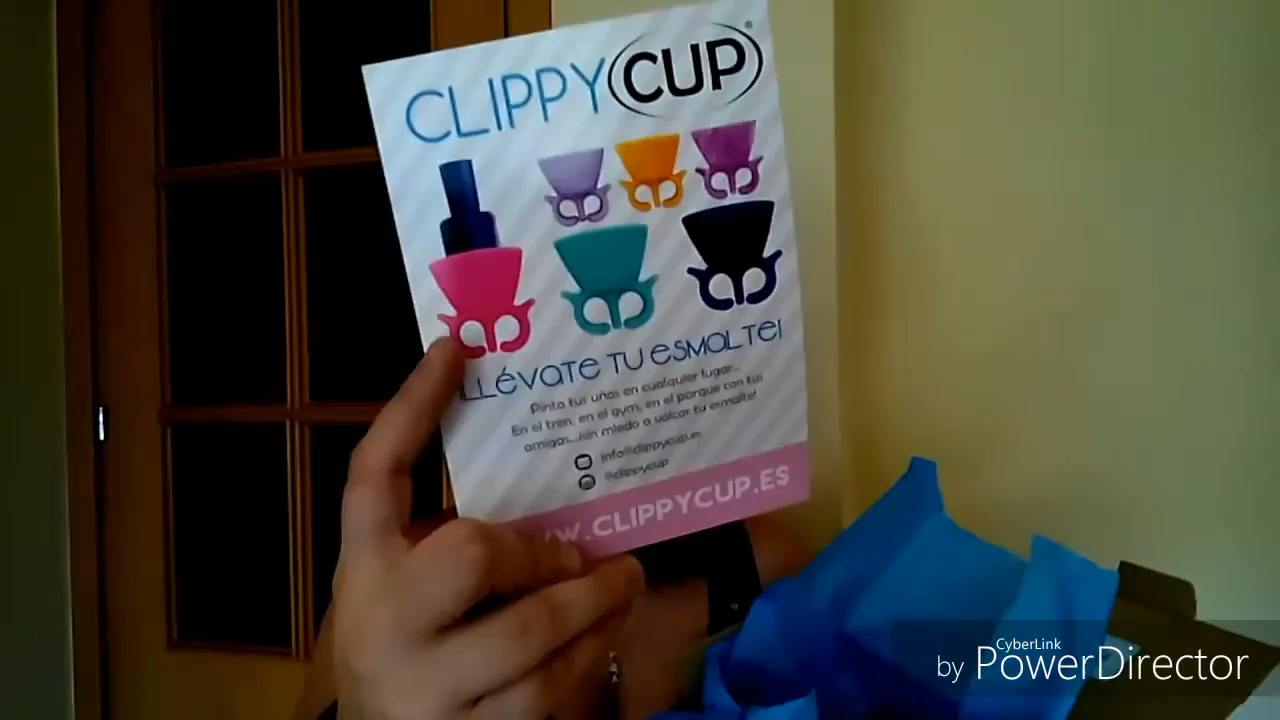 CLIPPY(CUP)®
¡LLÉVATE TU ESMALTE!
Pinta tus uñas en cualquier lugar...
En el tren, en el gym, en el parque con tus
amigas...¡sin miedo a volcar tu esmalte!
info@clippycup.es
@clippycup
WWW.CLIPPYCUP.ES
CyberLink
by PowerDirector